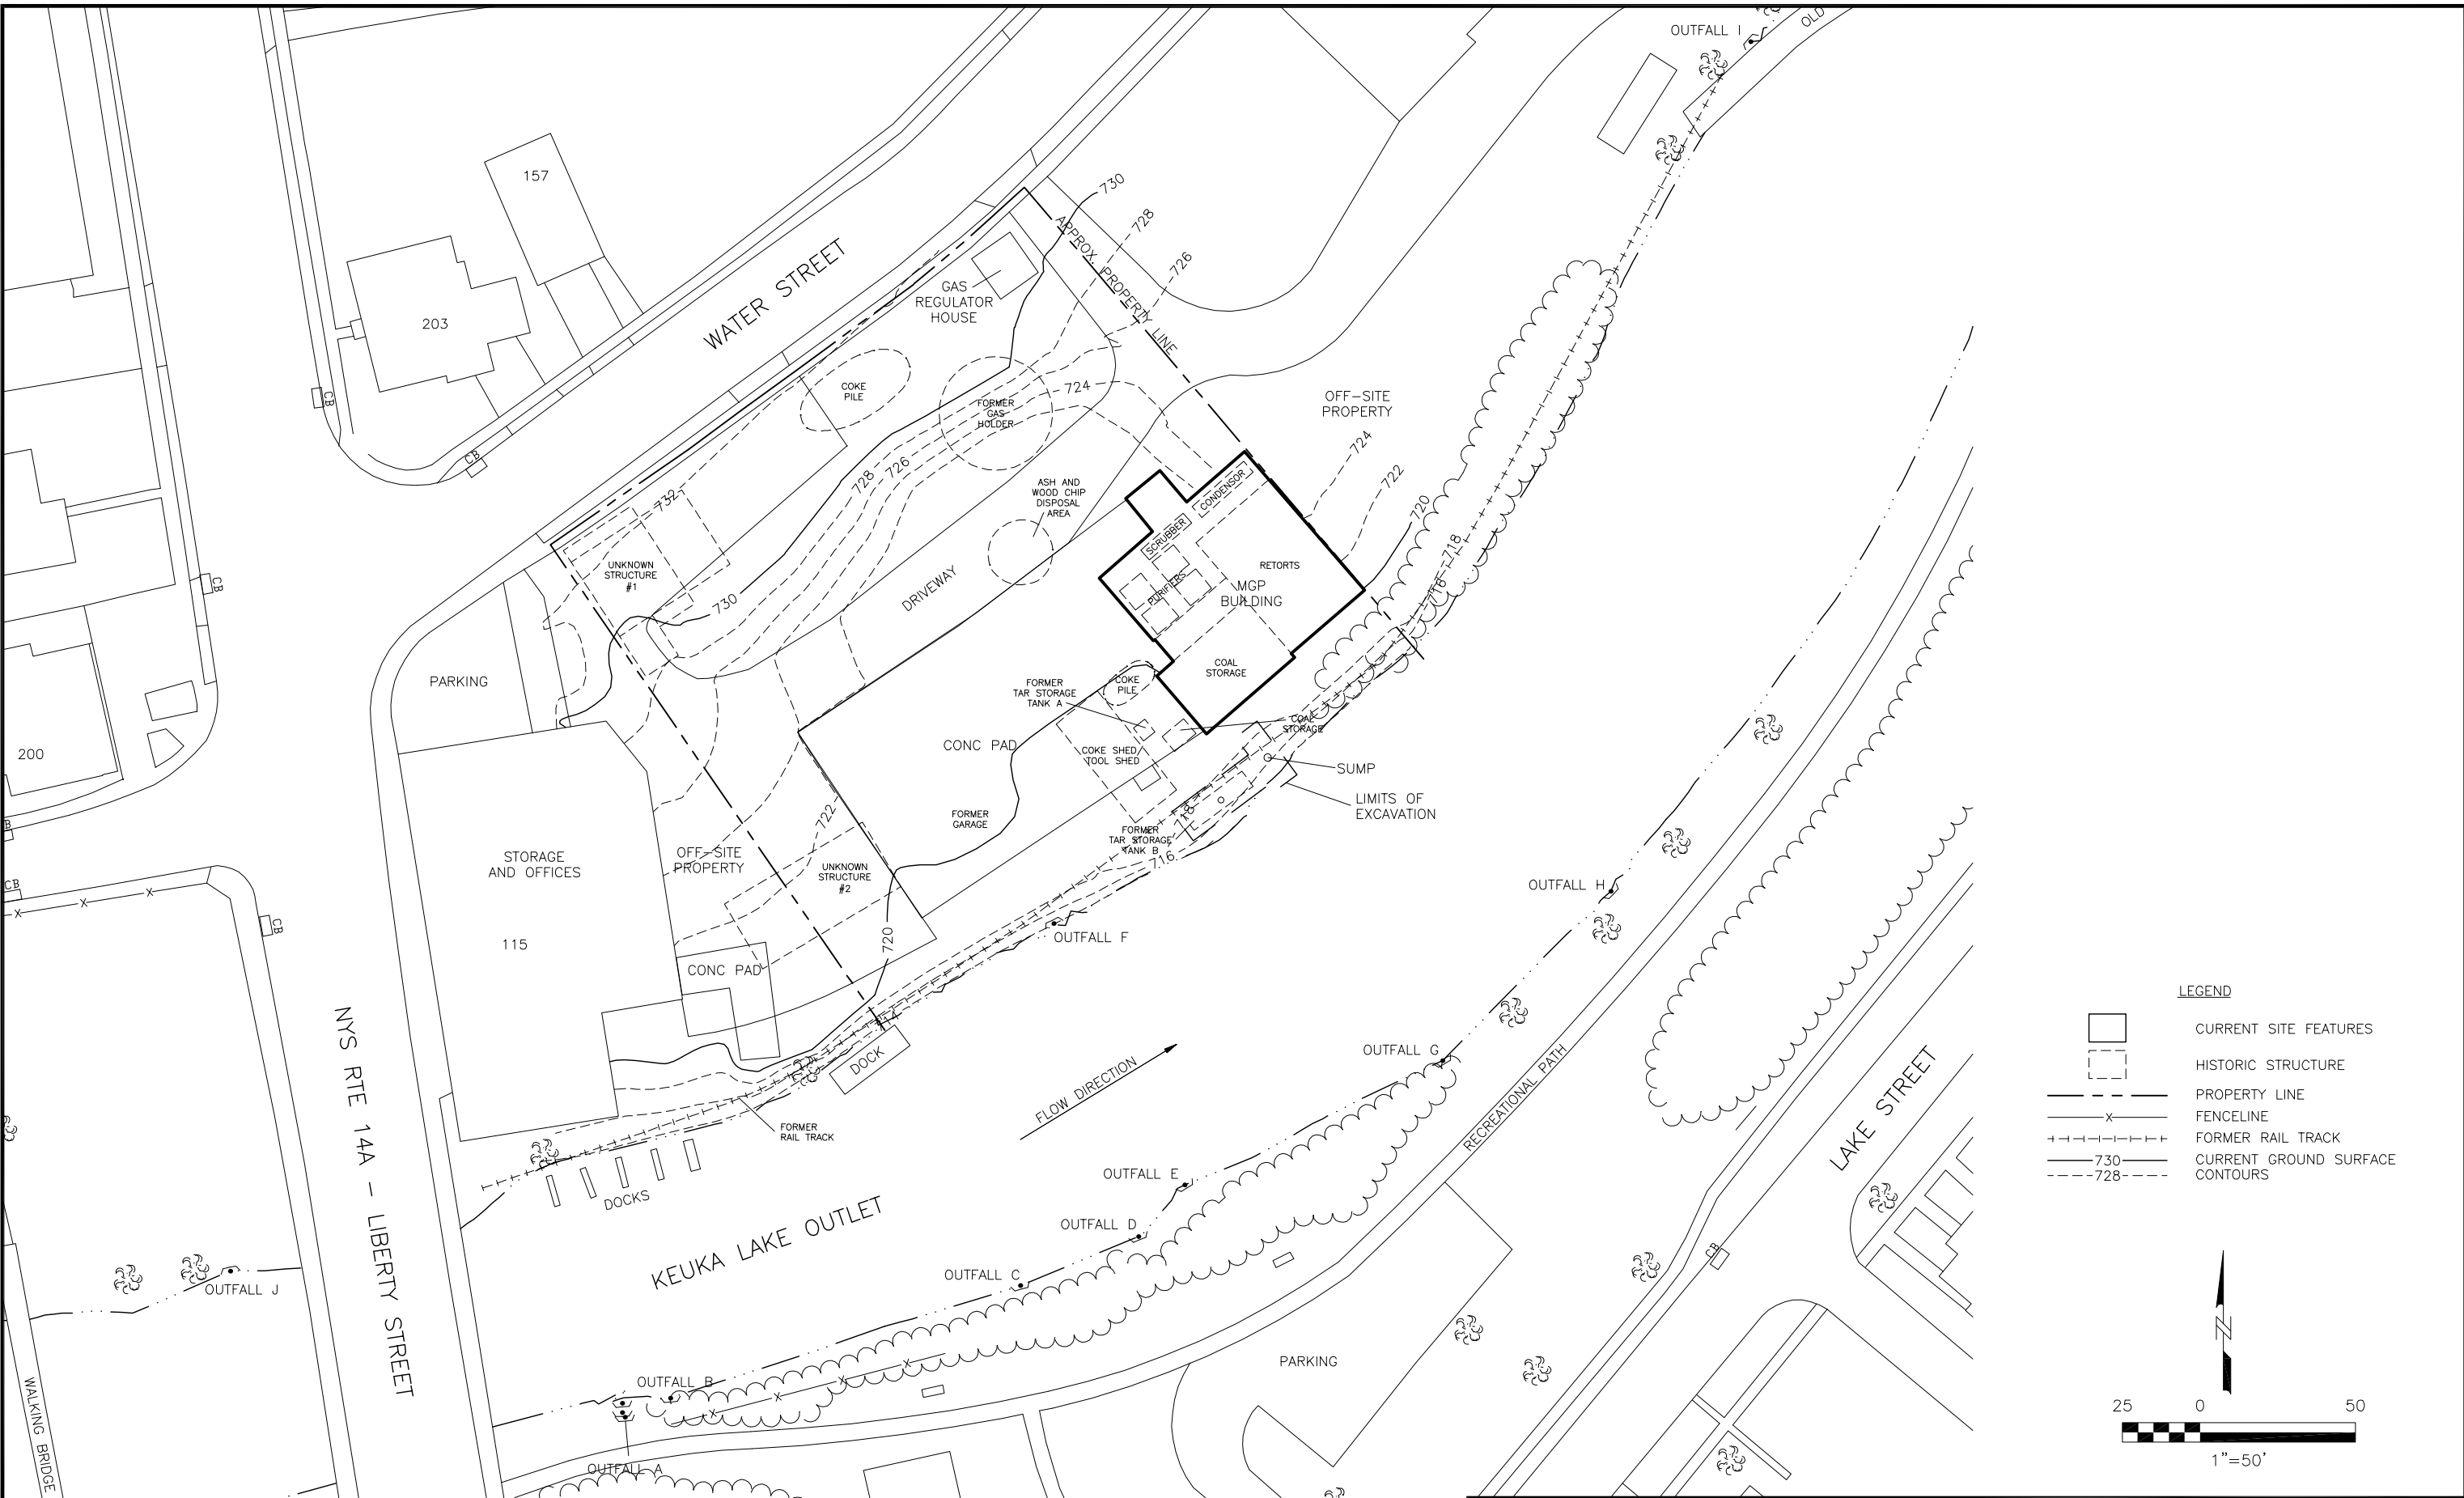 OUTFALL I
OLD
157
203
WATER STREET
730
728
726
APPROX. PROPERTY LINE
GAS
REGULATOR
HOUSE
COKE
PILE
FORMER
GAS
HOLDER
724
OFF-SITE
PROPERTY
724
722
720
718
716
CB
CB
732
728
726
ASH AND
WOOD CHIP
DISPOSAL
AREA
CONDENSOR
SCRUBBER
PURIFIERS
RETORTS
MGP
BUILDING
COAL
STORAGE
UNKNOWN
STRUCTURE
#1
730
DRIVEWAY
CB
CB
PARKING
200
FORMER
TAR STORAGE
TANK A
COKE
PILE
COAL
STORAGE
CONC PAD
COKE SHED/
TOOL SHED
SUMP
LIMITS OF
EXCAVATION
722
FORMER
GARAGE
718
FORMER
TAR STORAGE
TANK B
716
B
CB
CB
STORAGE
AND OFFICES
OFF-SITE
PROPERTY
UNKNOWN
STRUCTURE
#2
115
720
CONC PAD
OUTFALL F
OUTFALL H
714
DOCK
FORMER
RAIL TRACK
DOCKS
FLOW DIRECTION
OUTFALL G
RECREATIONAL PATH
LAKE STREET
NYS RTE 14A - LIBERTY STREET
KEUKA LAKE OUTLET
OUTFALL E
OUTFALL D
OUTFALL C
OUTFALL J
OUTFALL B
OUTFALL A
WALKING BRIDGE
PARKING
CB
LEGEND
CURRENT SITE FEATURES
HISTORIC STRUCTURE
PROPERTY LINE
X FENCELINE
FORMER RAIL TRACK
730 CURRENT GROUND SURFACE
728 CONTOURS
N
25 0 50
1"=50'